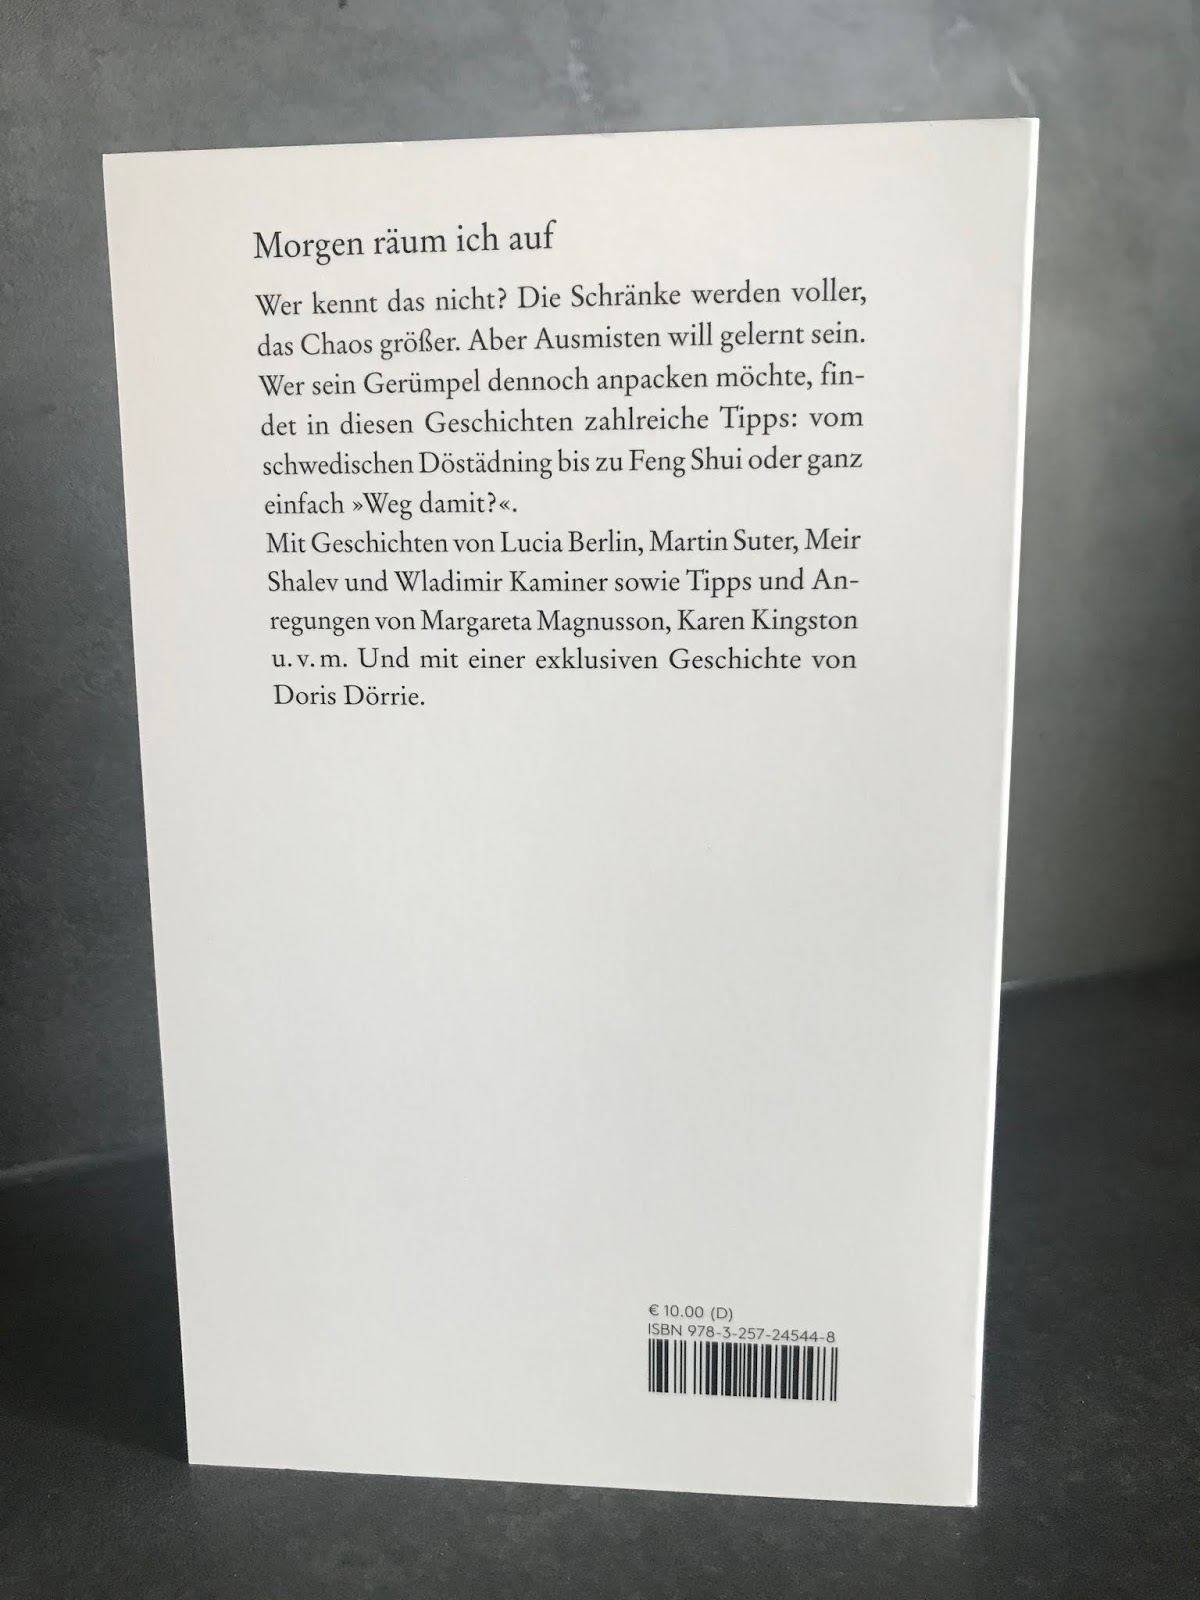 Morgen räum ich auf
Wer kennt das nicht? Die Schränke werden voller,
das Chaos größer. Aber Ausmisten will gelernt sein.
Wer sein Gerümpel dennoch anpacken möchte, fin-
det in diesen Geschichten zahlreiche Tipps: vom
schwedischen Döstädning bis zu Feng Shui oder ganz
einfach »Weg damit?«.
Mit Geschichten von Lucia Berlin, Martin Suter, Meir
Shalev und Wladimir Kaminer sowie Tipps und An-
regungen von Margareta Magnusson, Karen Kingston
u. v. m. Und mit einer exklusiven Geschichte von
Doris Dörrie.
€ 10.00 (D)
ISBN 978-3-257-24544-8